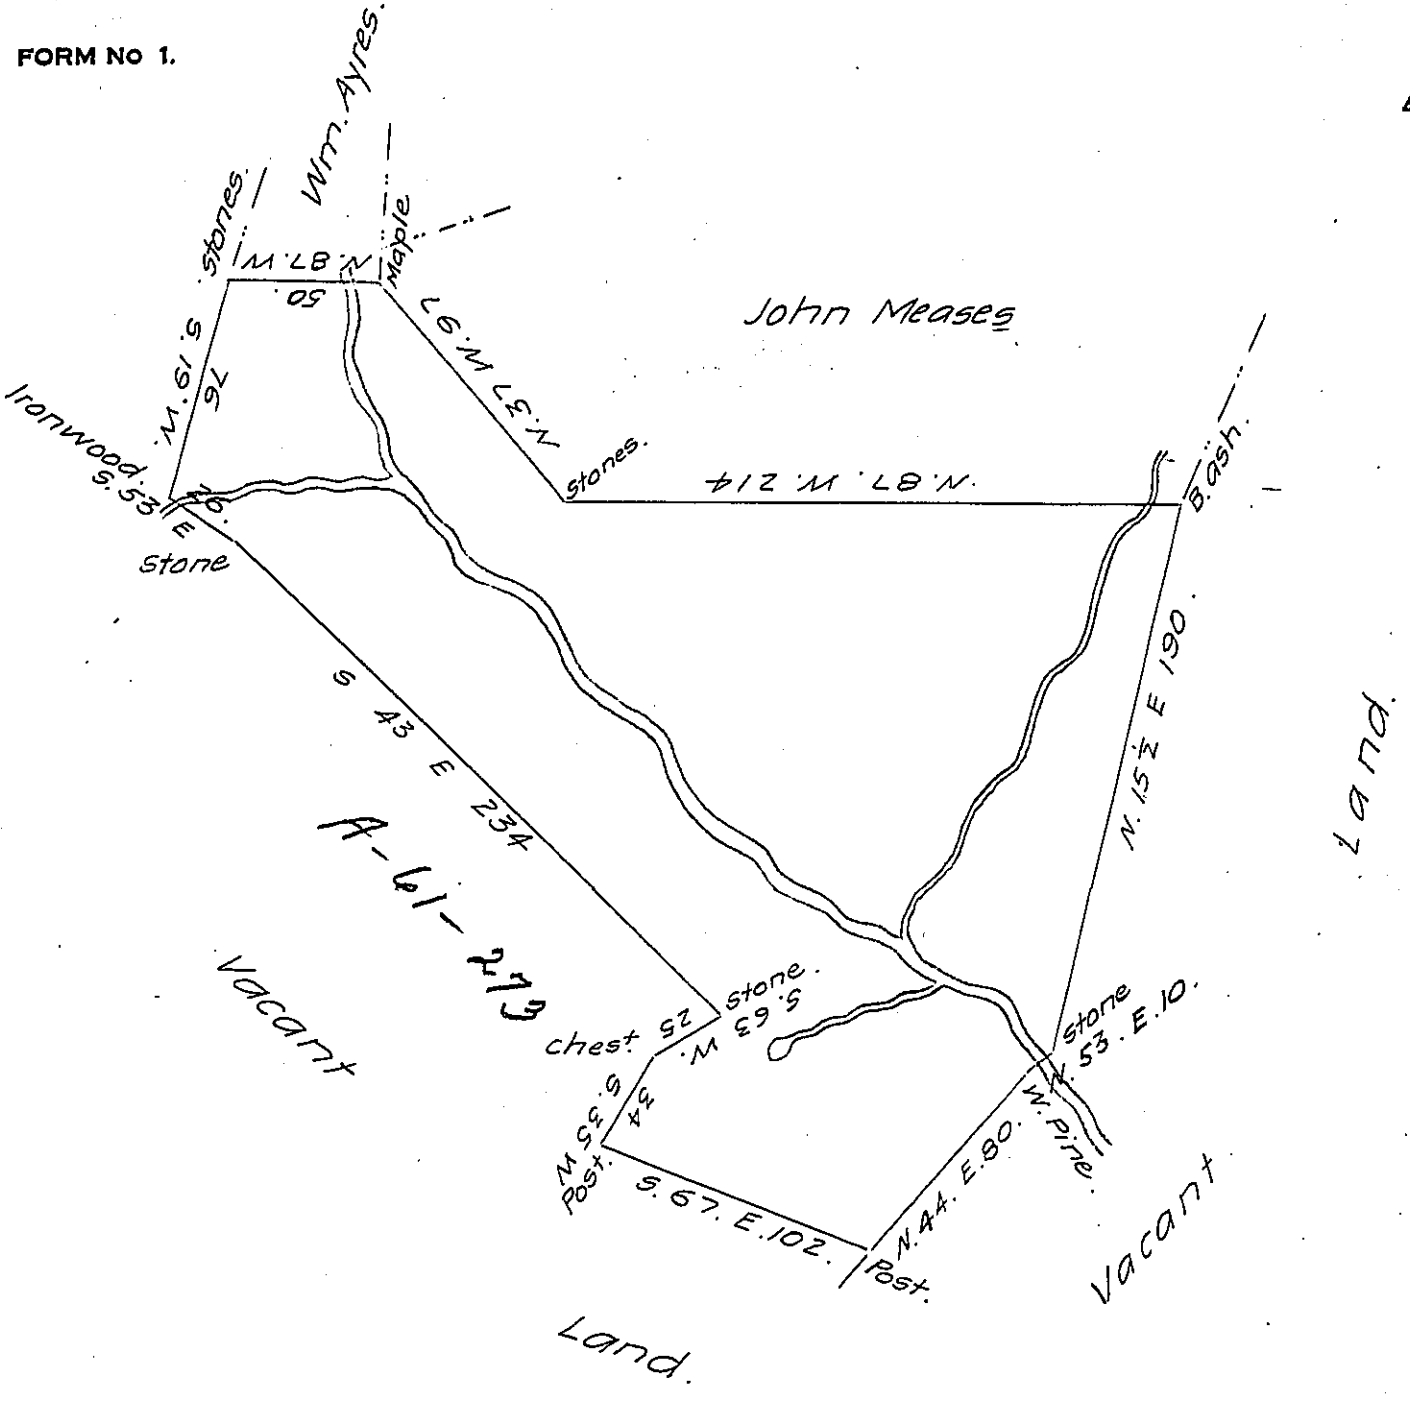 FORM No 1.
Wm. Ayres.
Stones.
N. 87. W
50.
Maple
S. 19. W.
76
N. 37 W. 97
John Meases
Ironwood.
S. 53 E
26.
Stone
Stones.
N. 87. W. 214
B. Ash.
N. 15 1/2 E 190.
Land.
S 43 E 234
A-61-273
Vacant
Stone.
S. 63 W.
25
Chest.
S. 35 W
34
Post.
S. 67. E. 102.
Post.
N. 44. E. 80.
W. Pine.
Stone
N. 53. E. 10.
Vacant
Land.